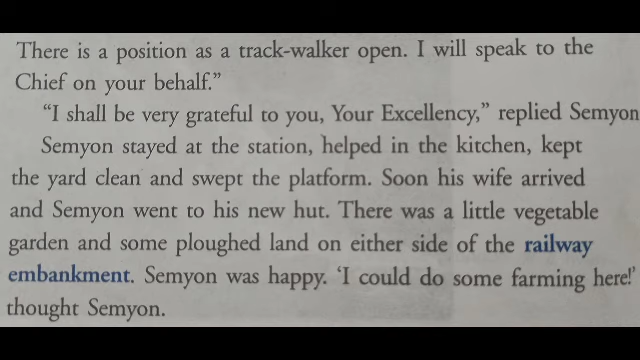 There is a position as a track-walker open. I will speak to the
Chief on your behalf.”
“I shall be very grateful to you, Your Excellency,” replied Semyon
Semyon stayed at the station, helped in the kitchen, kept
the yard clean and swept the platform. Soon his wife arrived
and Semyon went to his new hut. There was a little vegetable
garden and some ploughed land on either side of the railway
embankment. Semyon was happy. ‘I could do some farming here!’
thought Semyon.